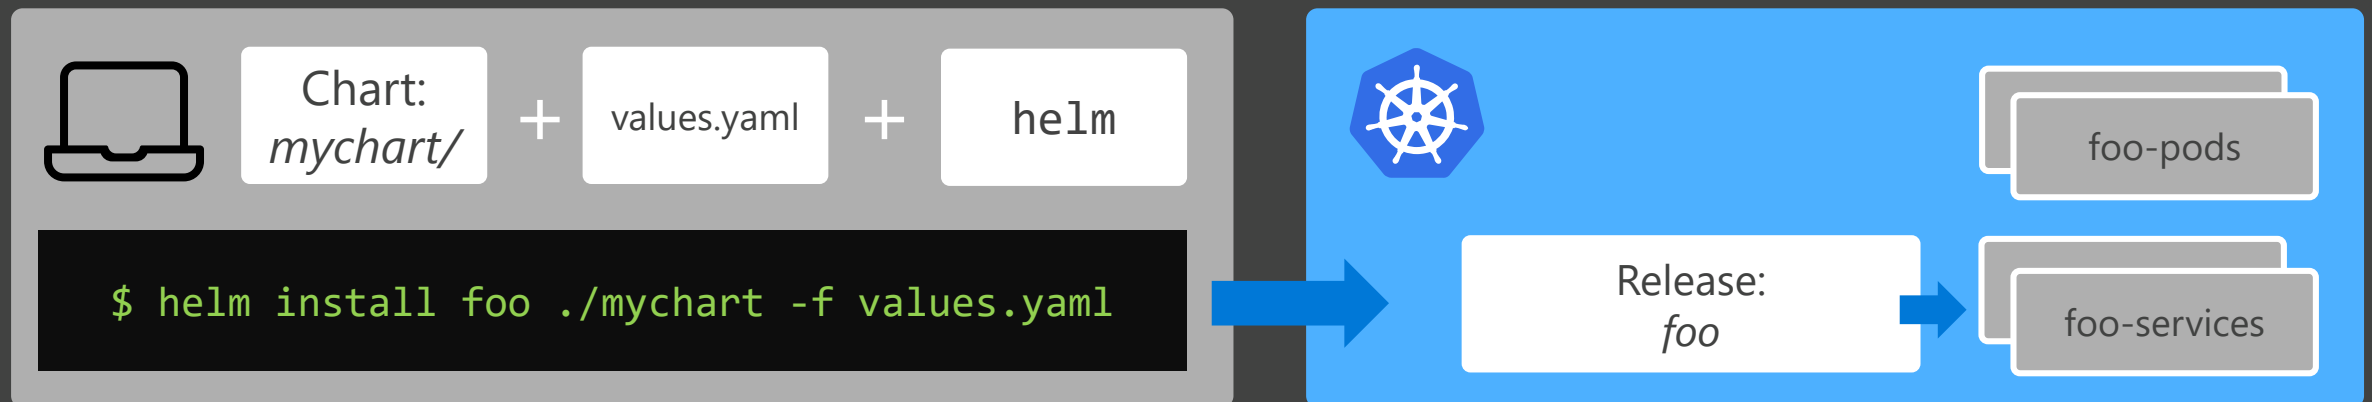 Chart:
mychart/
+
values.yaml
+
helm
$ helm install foo ./mychart -f values.yaml
Release:
foo
foo-pods
foo-services